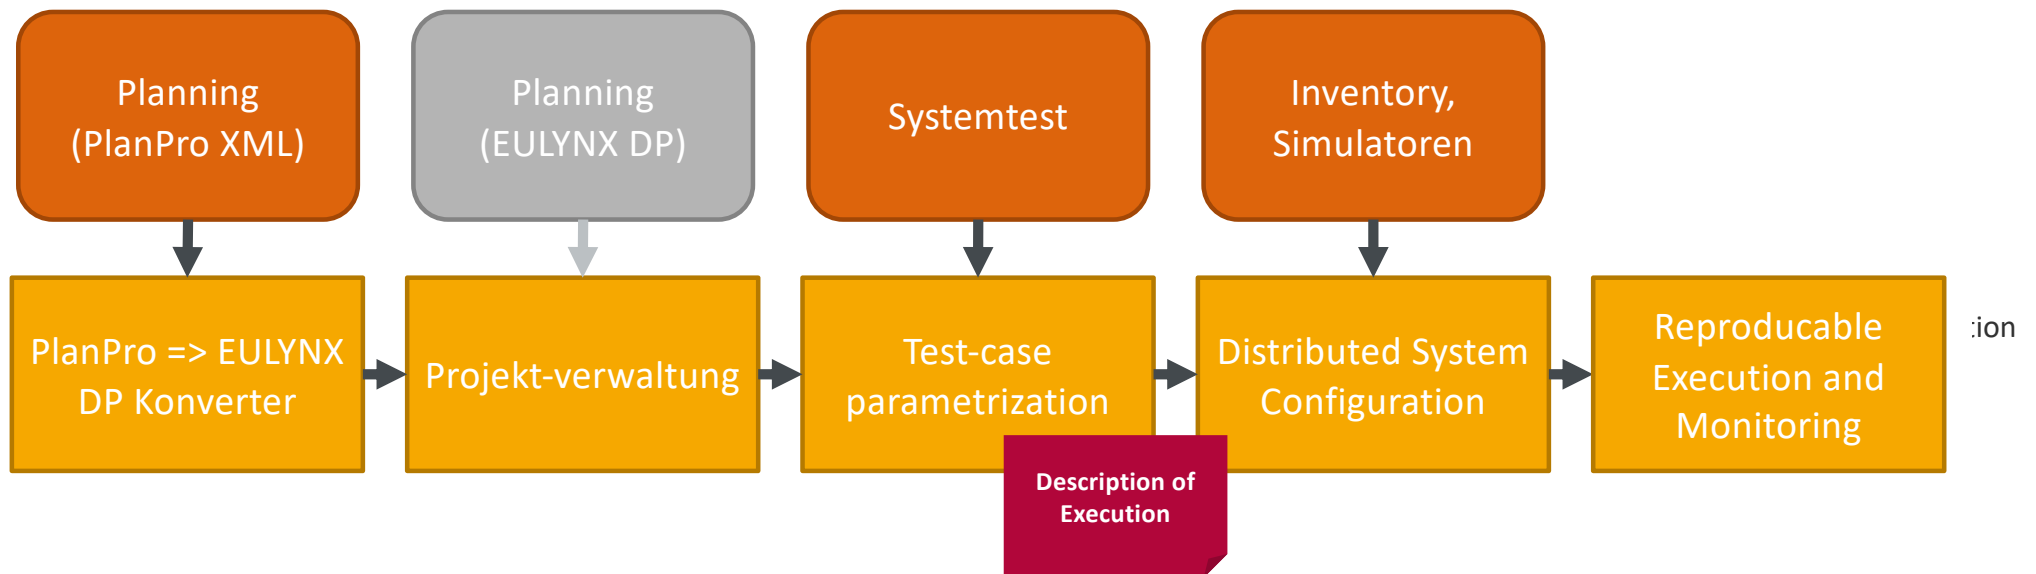 Planning
(PlanPro XML)
Planning
(EULYNX DP)
Systemtest
Inventory,
Simulatoren
PlanPro => EULYNX
DP Konverter
Projekt-verwaltung
Test-case
parametrization
Distributed System
Configuration
Reproducable
Execution and
Monitoring
Description of
Execution